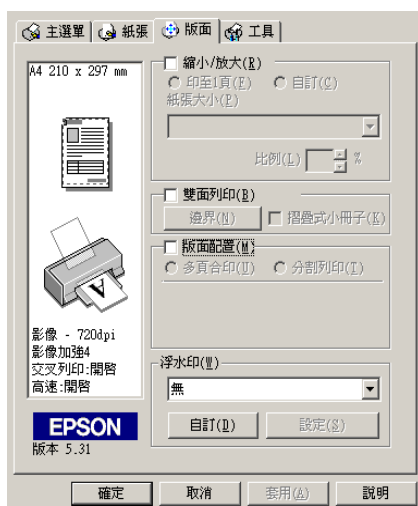 主選單 紙張 版面 工具
A4 210 x 297 mm
縮小/放大(R)
印至1頁(F) 自訂(C)
紙張大小(P)
比例(L) %
雙面列印(B)
邊界(N) 摺疊式小冊子(K)
版面配置(M)
多頁合印(U) 分割列印(T)
影像 - 720dpi
影像加強4
交叉列印:開啓
高速:開啓
浮水印(W)
無
自訂(D) 設定(S)
EPSON
版本 5.31
確定 取消 套用(A) 說明